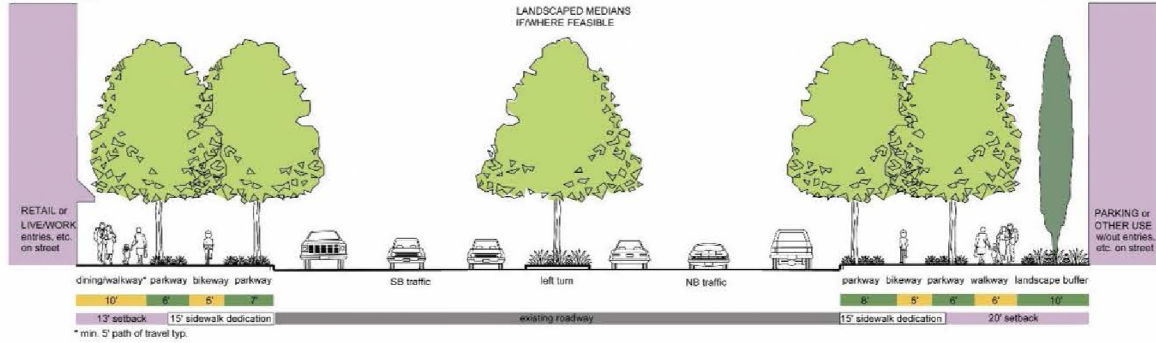 LANDSCAPED MEDIANS
IF/WHERE FEASIBLE
RETAIL or
LIVE/WORK
entries, etc.
on street
PARKING or
OTHER USE
w/out entries,
etc. on street
dining/walkway* parkway bikeway parkway
SB traffic
left turn
NB traffic
parkway bikeway parkway walkway landscape buffer
10' 6' 5' 7'
8' 5' 6' 6' 10'
13' setback
15' sidewalk dedication
existing roadway
15' sidewalk dedication
20' setback
* min. 5' path of travel typ.